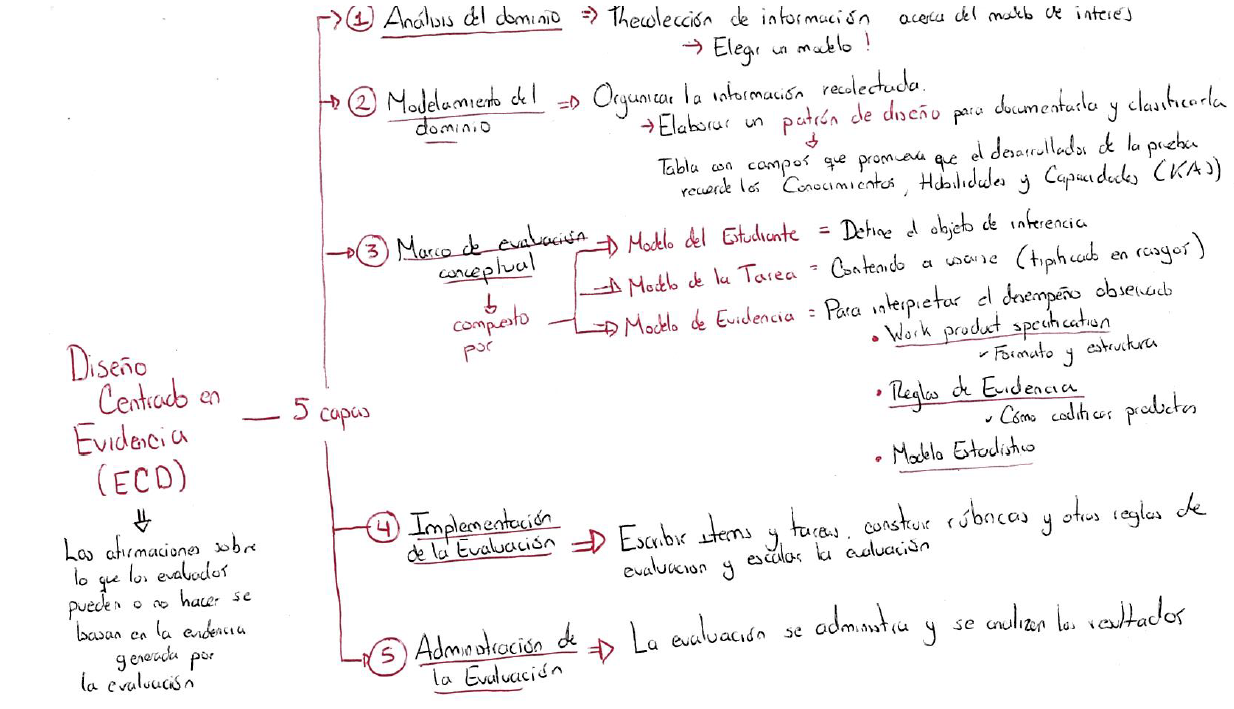 ① Análisis del dominio ⇒ Recolección de información acerca del modelo de interés
→ Elegir un modelo!
② Modelamiento del dominio ⇒ Organizar la información recolectada.
→ Elaborar un patrón de diseño para documentarla y clasificarla
Tabla con campos que promueva que el desarrollador de la prueba
recuerde los Conocimientos, Habilidades y Capacidades (KAS)
③ Marco de evaluación
conceptual
compuesto
por
Modelo del Estudiante = Define el objeto de inferencia
Modelo de la Tarea = Contenido a usarse (tipificado en rasgos)
Modelo de Evidencia = Para interpretar el desempeño observado
• Work product specification
✓ Formato y estructura
• Reglas de Evidencia
✓ Cómo codificar productos
• Modelo Estadístico
Diseño
Centrado en
Evidencia
(ECD)
— 5 capas
Las afirmaciones sobre
lo que los evaluados
pueden o no hacer se
basan en la evidencia
generada por
la evaluación
④ Implementación
de la Evaluación ⇒ Escribir ítems y tareas, construir rúbricas y otras reglas de
evaluacion y escalar la evaluación
⑤ Administración de
la Evaluación ⇒ La evaluación se administra y se analizan los resultados